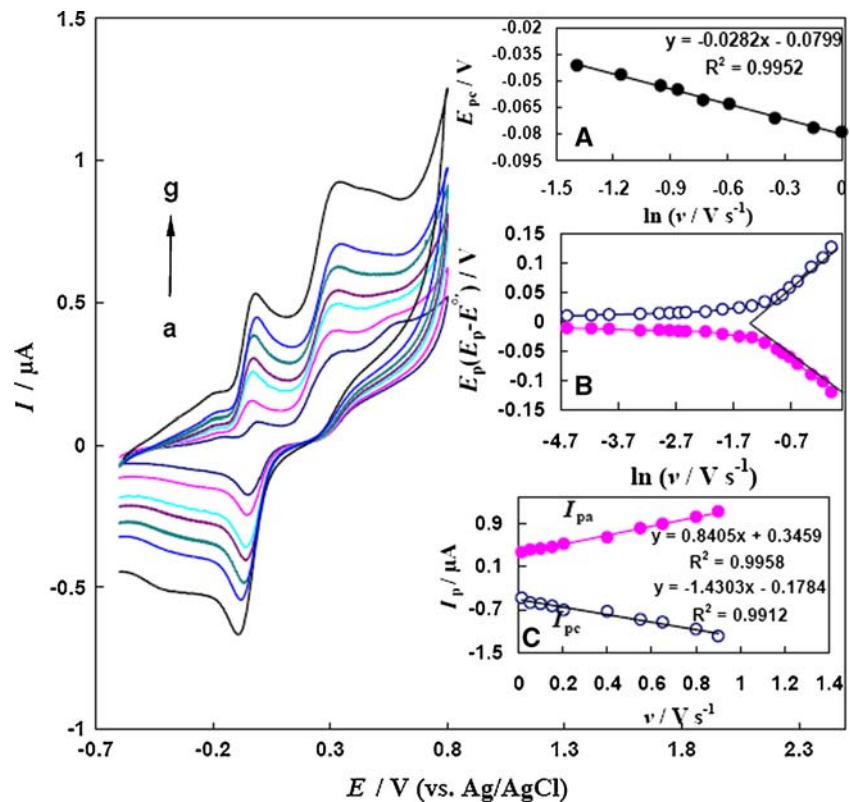 1.5
1
0.5
0
-0.5
-1
-0.7
-0.2
0.3
0.8
1.3
1.8
2.3
I / µA
E / V (vs. Ag/AgCl)
g
a
-0.02
-0.035
-0.05
-0.065
-0.08
-0.095
E pc / V
y = -0.0282x - 0.0799
R² = 0.9952
A
-1.5
-1.2
-0.9
-0.6
-0.3
0
ln (v / V s⁻¹)
0.15
0.1
0.05
0
-0.05
-0.1
-0.15
E p (E p -E°') / V
B
-4.7
-3.7
-2.7
-1.7
-0.7
ln (v / V s⁻¹)
0.9
0.1
-0.7
-1.5
I p / µA
I pa
y = 0.8405x + 0.3459
R² = 0.9958
y = -1.4303x - 0.1784
R² = 0.9912
I pc
C
0
0.2
0.4
0.6
0.8
1
1.2
1.4
v / V s⁻¹